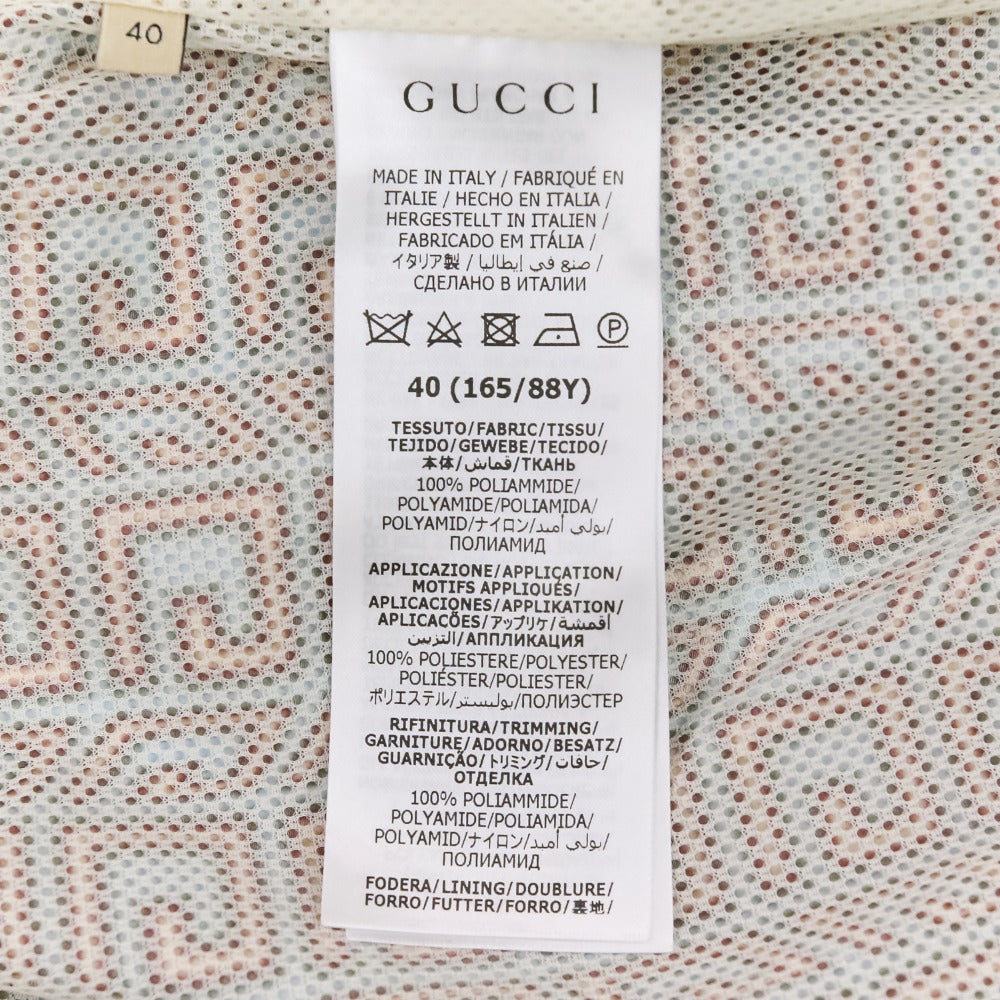 40
GUCCI
MADE IN ITALY / FABRIQUÉ EN
ITALIE / HECHO EN ITALIA /
HERGESTELLT IN ITALIEN /
FABRICADO EM ITÁLIA /
イタリア製 / صنع في إيطاليا /
СДЕЛАНО В ИТАЛИИ
P
40 (165/88Y)
TESSUTO/FABRIC/TISSU/
TEJIDO/GEWEBE/TECIDO/
本体/قماش/ТКАНЬ
100% POLIAMMIDE/
POLYAMIDE/POLIAMIDA/
POLYAMID/ナイロン/بولي أميد/
ПОЛИАМИД
APPLICAZIONE/APPLICATION/
MOTIFS APPLIQUÉS/
APLICACIONES/APPLIKATION/
APLICAÇÕES/アップリケ/أقمشة
التزيين/АППЛИКАЦИЯ
100% POLIESTERE/POLYESTER/
POLIÉSTER/POLIESTER/
ポリエステル/بوليستر/ПОЛИЭСТЕР
RIFINITURA/TRIMMING/
GARNITURE/ADORNO/BESATZ/
GUARNIÇÃO/トリミング/حافات/
ОТДЕЛКА
100% POLIAMMIDE/
POLYAMIDE/POLIAMIDA/
POLYAMID/ナイロン/بولي أميد/
ПОЛИАМИД
FODERA/LINING/DOUBLURE/
FORRO/FUTTER/FORRO/裏地/